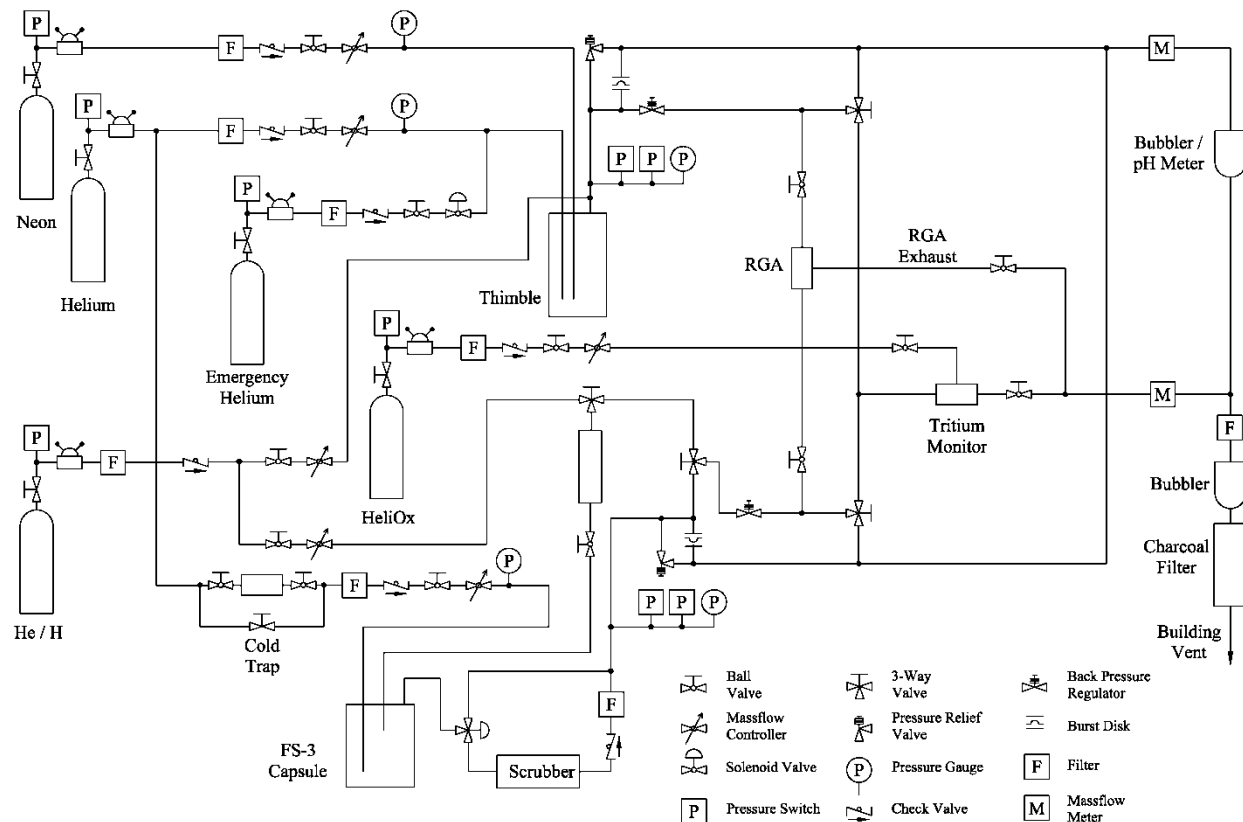 P
P
F
M
Neon
P
P
F
Bubbler /
pH Meter
P
P
P
P
F
Helium
Thimble
RGA
RGA
Exhaust
Emergency
Helium
P
F
HeliOx
Tritium
Monitor
M
F
P
F
Bubbler
Charcoal
Filter
Building
Vent
He / H
F
P
Cold
Trap
P
P
P
F
FS-3
Capsule
Scrubber
Ball
Valve
3-Way
Valve
Back Pressure
Regulator
Massflow
Controller
Pressure Relief
Valve
Burst Disk
Solenoid Valve
P
Pressure Gauge
F
Filter
P
Pressure Switch
Check Valve
M
Massflow
Meter